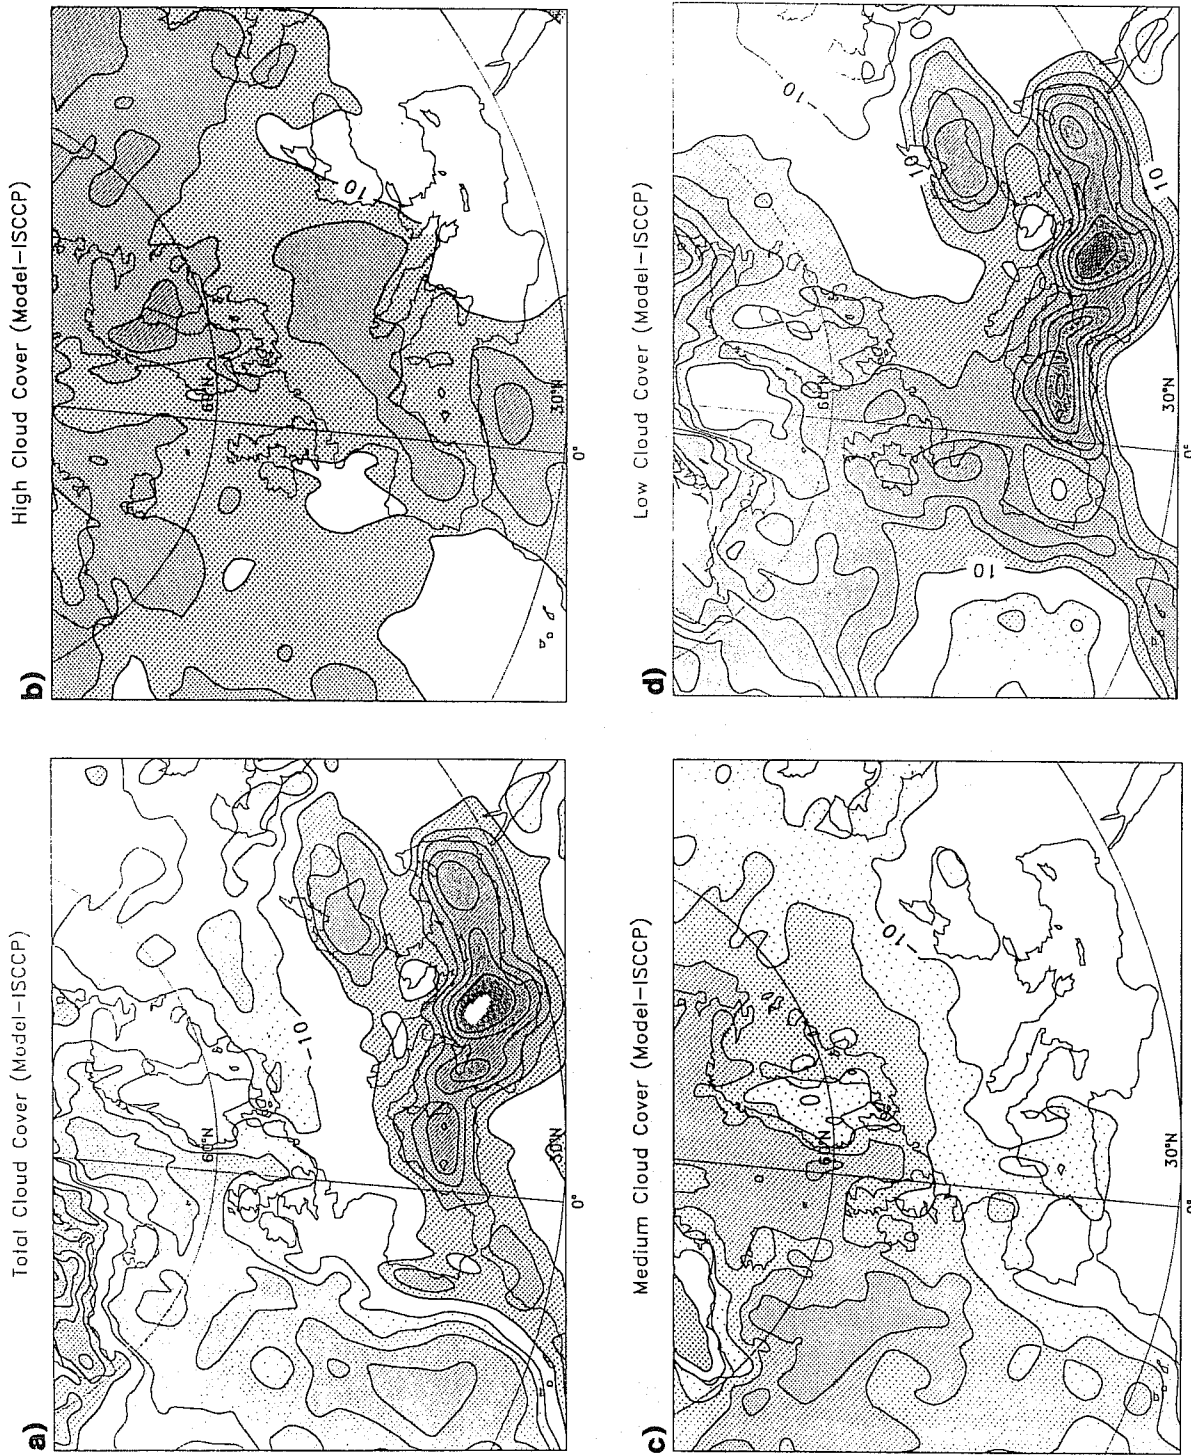 a)
Total Cloud Cover (Model-ISCCP)
-10
60°N
30°N
0°
b)
High Cloud Cover (Model-ISCCP)
10
60°N
30°N
0°
c)
Medium Cloud Cover (Model-ISCCP)
-10
0
60°N
30°N
0°
d)
Low Cloud Cover (Model-ISCCP)
-10
10
10
10
60°N
30°N
0°